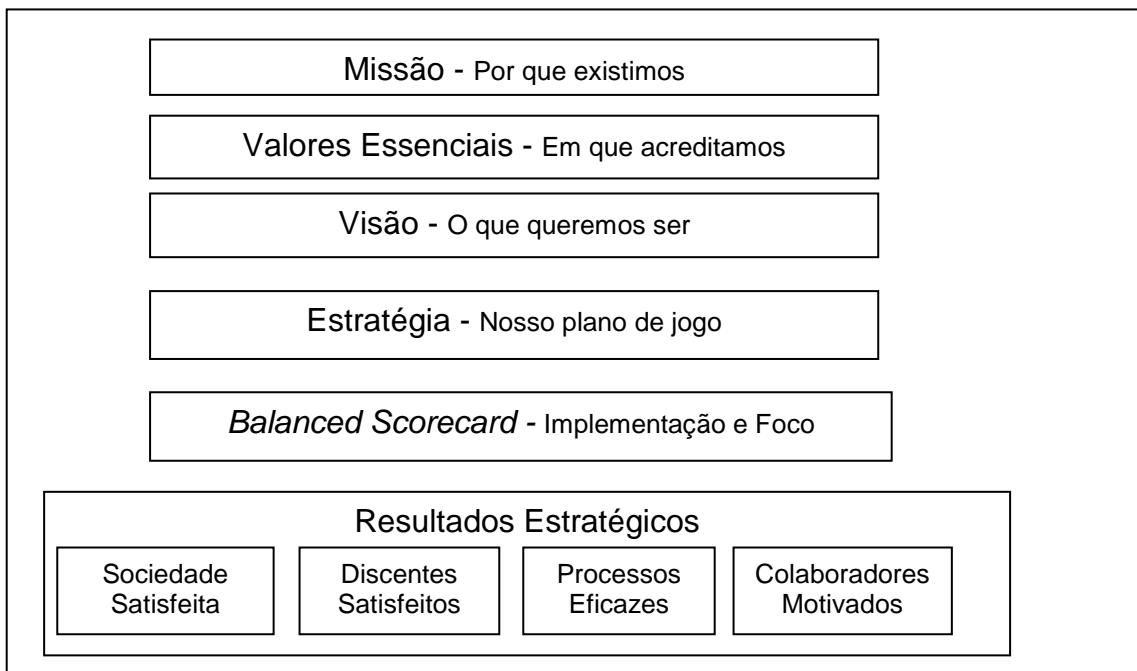 Missão - Por que existimos
Valores Essenciais - Em que acreditamos
Visão - O que queremos ser
Estratégia - Nosso plano de jogo
Balanced Scorecard - Implementação e Foco
Resultados Estratégicos
Sociedade
Satisfeita
Discentes
Satisfeitos
Processos
Eficazes
Colaboradores
Motivados